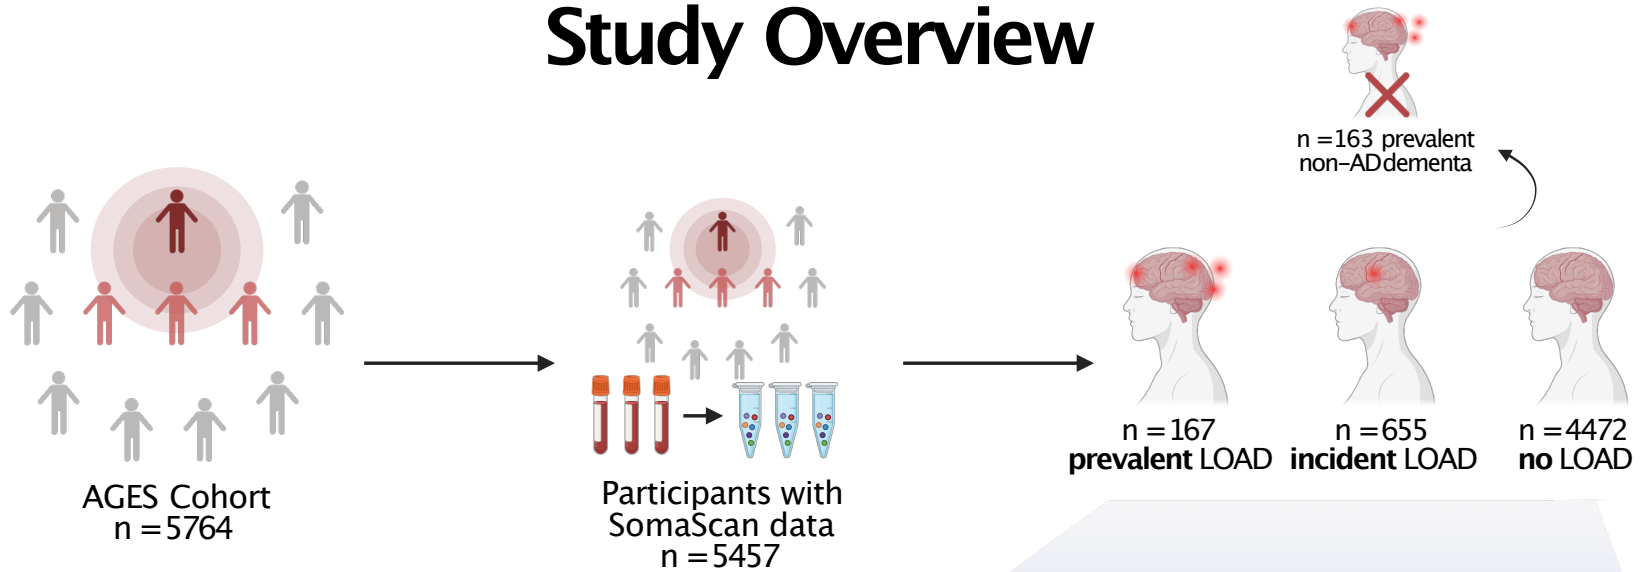 Study Overview
n = 163 prevalent
non-AD dementa
AGES Cohort
n = 5764
Participants with
SomaScan data
n = 5457
n = 167
prevalent LOAD
n = 655
incident LOAD
n = 4472
no LOAD